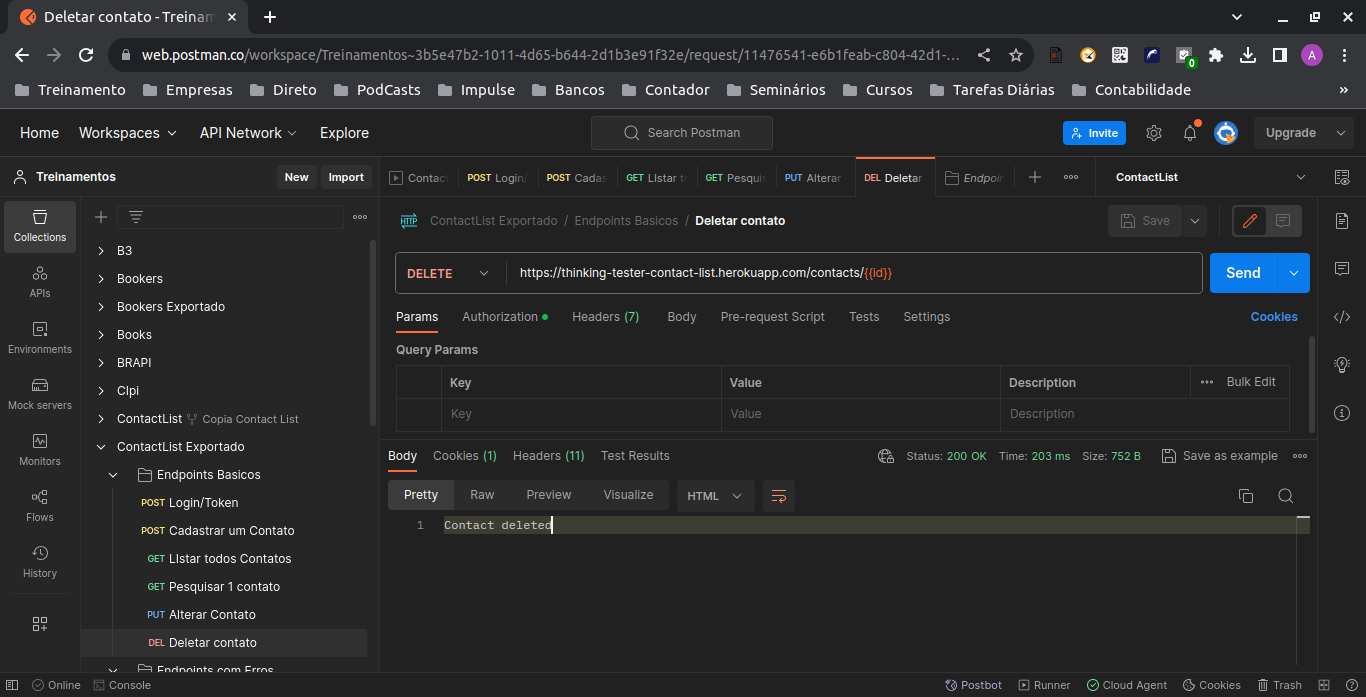 Deletar contato - Treinam
web.postman.co/workspace/Treinamentos~3b5e47b2-1011-4d65-b644-2d1b3e91f32e/request/11476541-e6b1feab-c804-42d1-...
0
A
Treinamento Empresas Direto PodCasts Impulse Bancos Contador Seminários Cursos Tarefas Diárias Contabilidade »
Home Workspaces API Network Explore Search Postman Invite Upgrade
Treinamentos New Import
Contac POST Login/ POST Cadas GET LIstar to GET Pesquis PUT Alterar DEL Deletar Endpoin ContactList
Collections
APIs
Environments
Mock servers
Monitors
Flows
History
B3
Bookers
Bookers Exportado
Books
BRAPI
Clpi
ContactList Copia Contact List
ContactList Exportado
Endpoints Basicos
POST Login/Token
POST Cadastrar um Contato
GET LIstar todos Contatos
GET Pesquisar 1 contato
PUT Alterar Contato
DEL Deletar contato
Endpoints com Erros
HTTP ContactList Exportado / Endpoints Basicos / Deletar contato Save
DELETE https://thinking-tester-contact-list.herokuapp.com/contacts/{{id}} Send
Params Authorization Headers (7) Body Pre-request Script Tests Settings Cookies
Query Params
Key Value Description Bulk Edit
Key Value Description
Body Cookies (1) Headers (11) Test Results Status: 200 OK Time: 203 ms Size: 752 B Save as example
Pretty Raw Preview Visualize HTML
1 Contact deleted
Online Console Postbot Runner Cloud Agent Cookies Trash